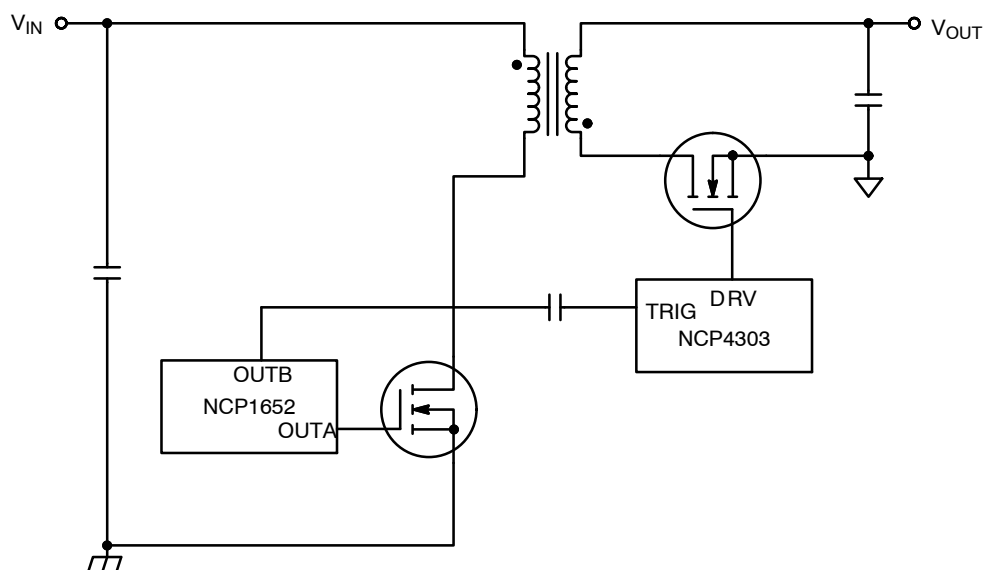 VIN
VOUT
DRV
TRIG
NCP4303
OUTB
NCP1652
OUTA